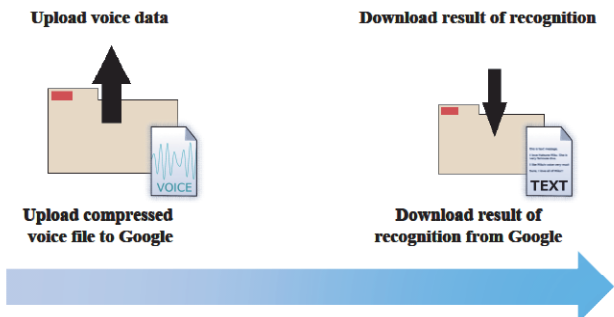 Upload voice data
Download result of recognition
VOICE
TEXT
Upload compressed
voice file to Google
Download result of
recognition from Google